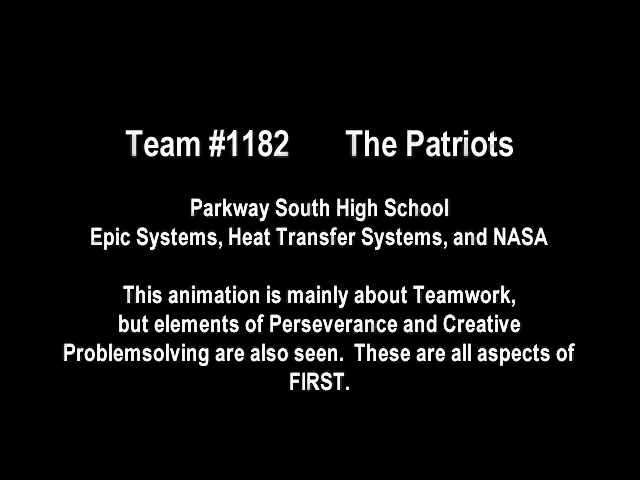 Team #1182 The Patriots
Parkway South High School
Epic Systems, Heat Transfer Systems, and NASA
This animation is mainly about Teamwork,
but elements of Perseverance and Creative
Problemsolving are also seen. These are all aspects of
FIRST.